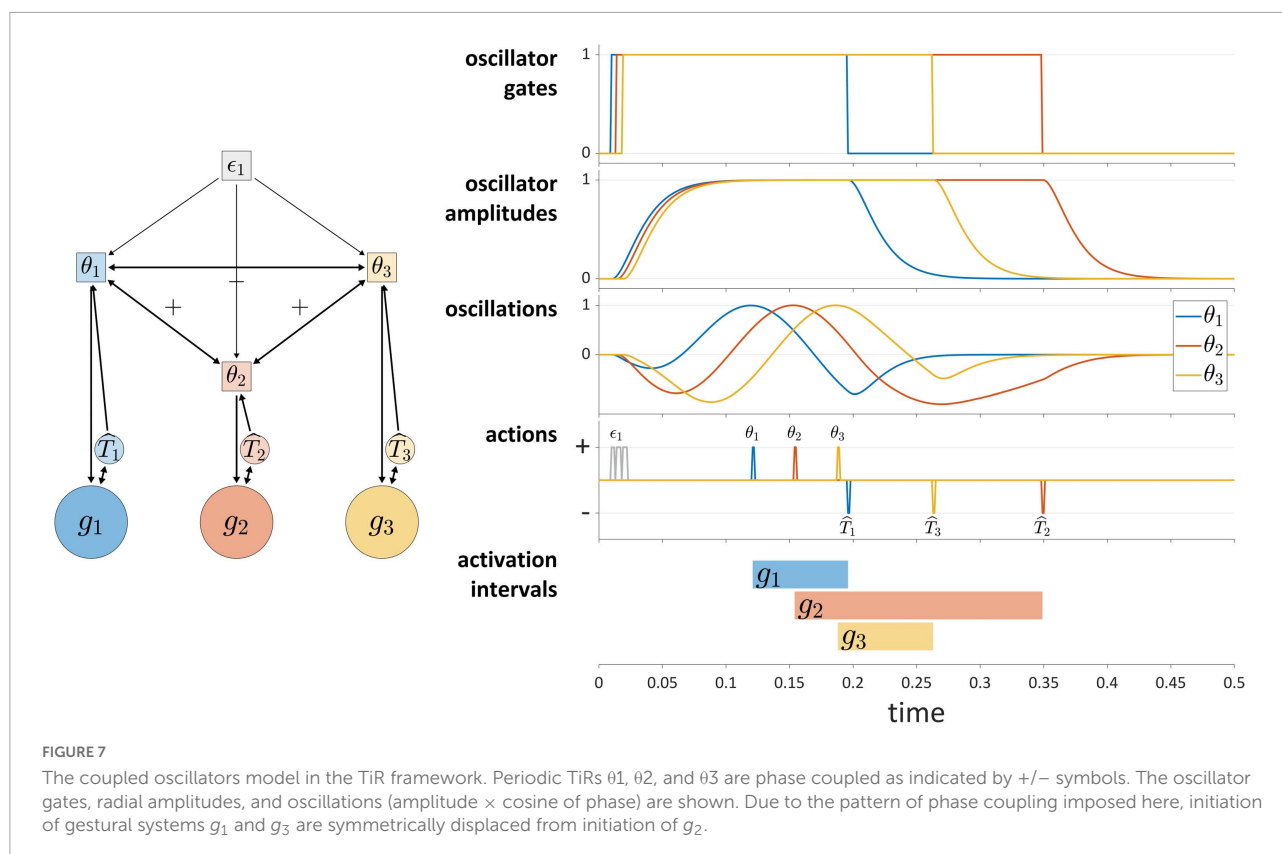 ϵ1
θ1
θ3
−
+
+
θ2
T̂1
T̂2
T̂3
g1
g2
g3
oscillator
gates
1
0
oscillator
amplitudes
1
0
oscillations
1
0
θ1
θ2
θ3
actions
+
-
ϵ1
θ1
θ2
θ3
T̂1
T̂3
T̂2
activation
intervals
g1
g2
g3
0 0.05 0.1 0.15 0.2 0.25 0.3 0.35 0.4 0.45 0.5
time
FIGURE 7
The coupled oscillators model in the TiR framework. Periodic TiRs θ1, θ2, and θ3 are phase coupled as indicated by +/− symbols. The oscillator
gates, radial amplitudes, and oscillations (amplitude × cosine of phase) are shown. Due to the pattern of phase coupling imposed here, initiation
of gestural systems g1 and g3 are symmetrically displaced from initiation of g2.